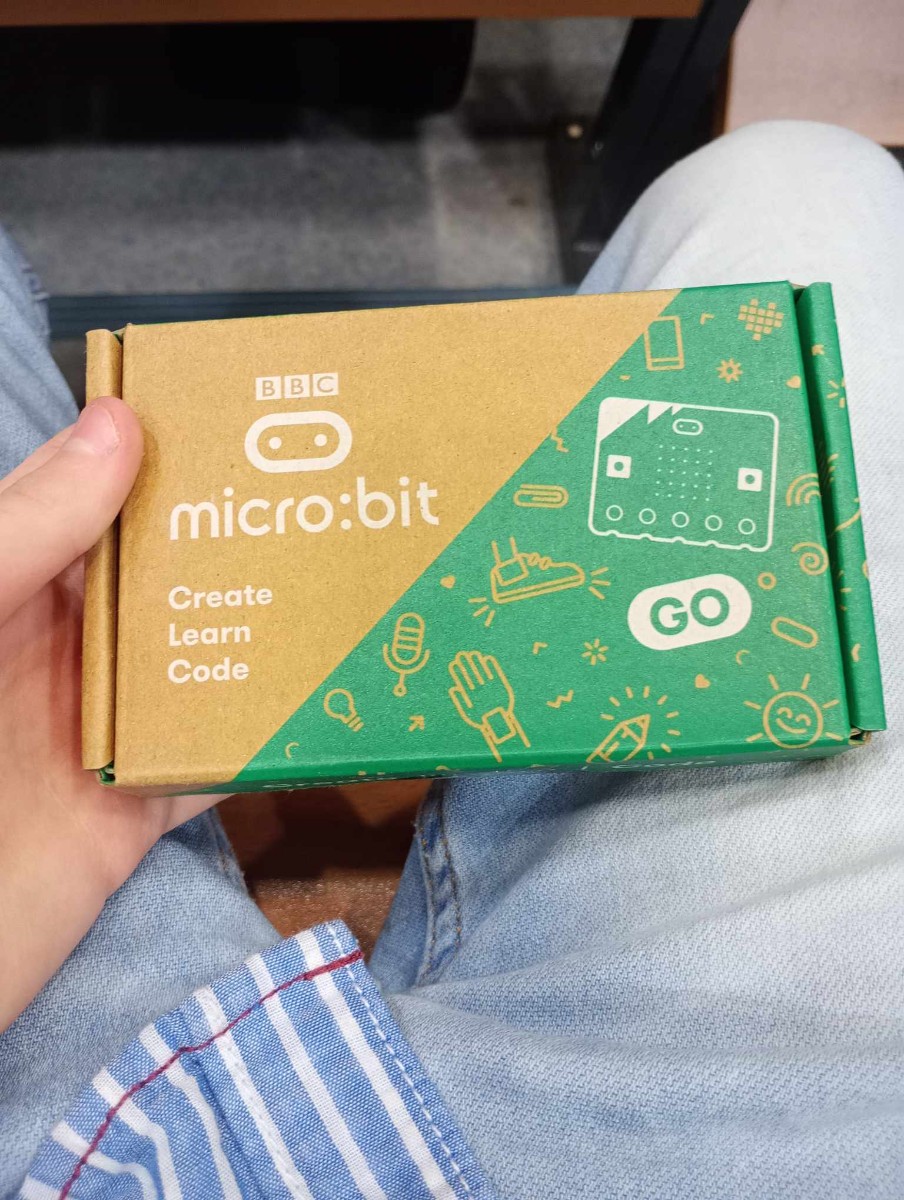 BBC
micro:bit
Create
Learn
Code
GO